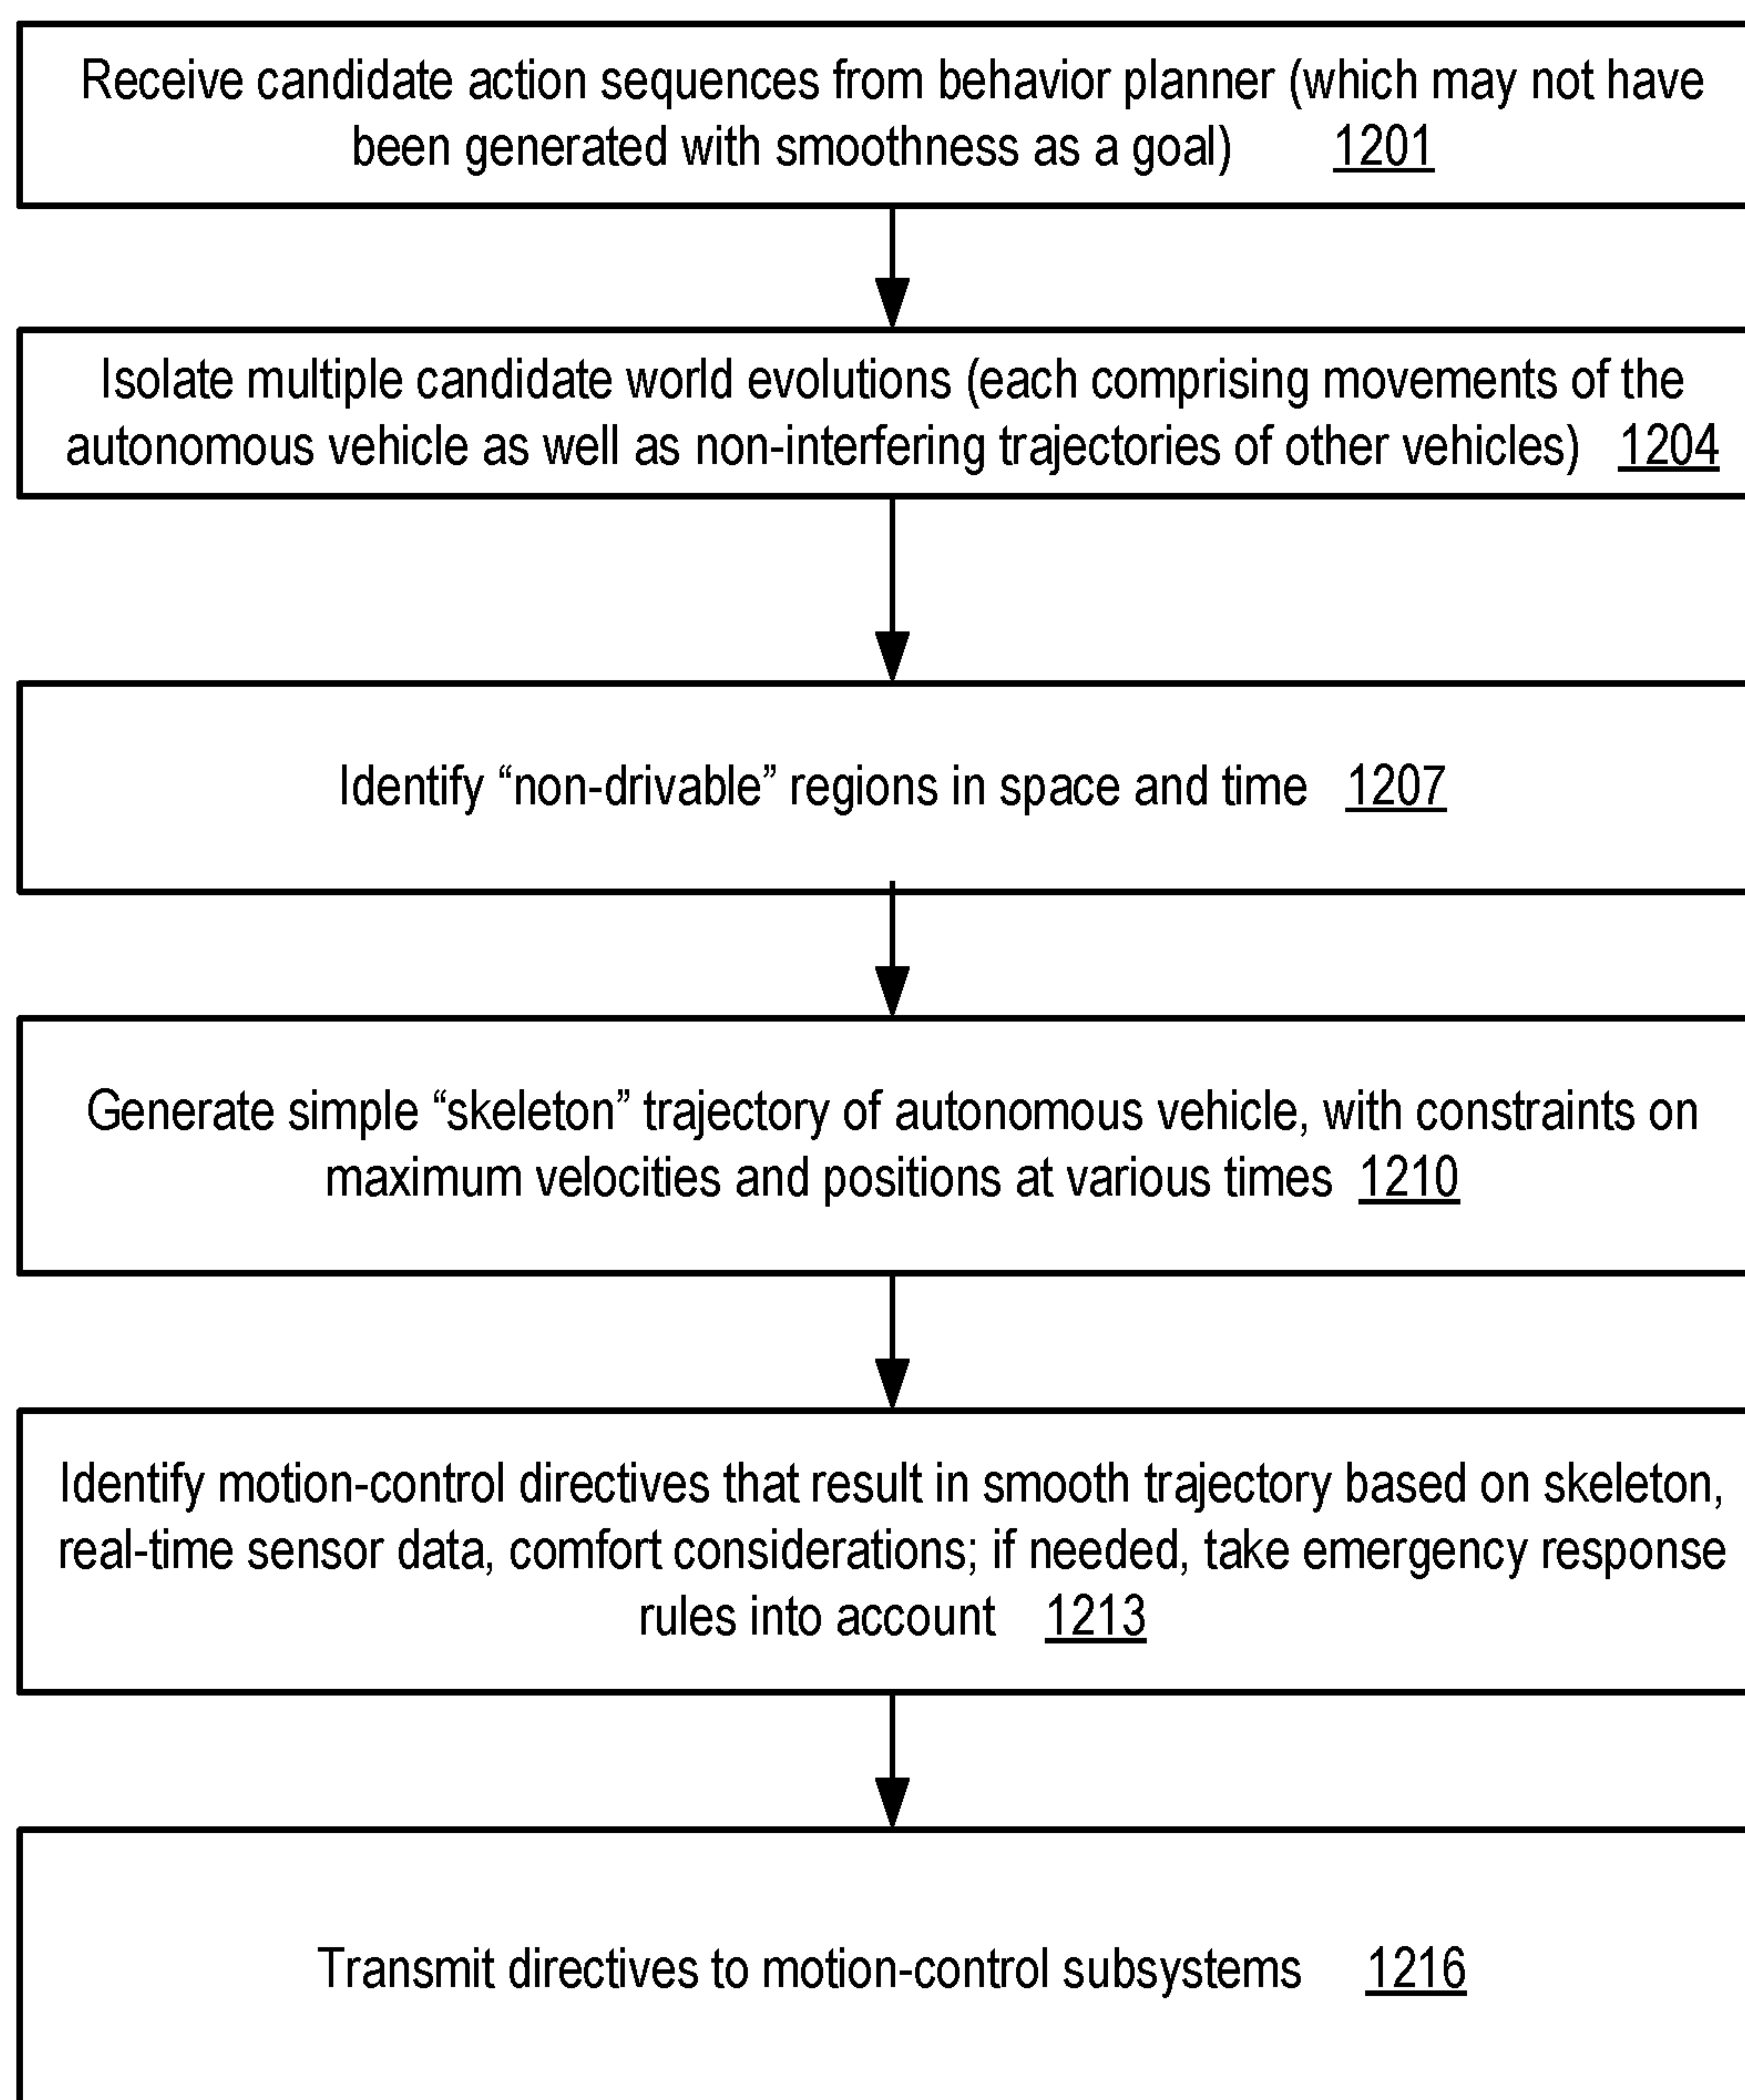 Receive candidate action sequences from behavior planner (which may not have
been generated with smoothness as a goal) 1201
Isolate multiple candidate world evolutions (each comprising movements of the
autonomous vehicle as well as non-interfering trajectories of other vehicles) 1204
Identify “non-drivable” regions in space and time 1207
Generate simple “skeleton” trajectory of autonomous vehicle, with constraints on
maximum velocities and positions at various times 1210
Identify motion-control directives that result in smooth trajectory based on skeleton,
real-time sensor data, comfort considerations; if needed, take emergency response
rules into account 1213
Transmit directives to motion-control subsystems 1216